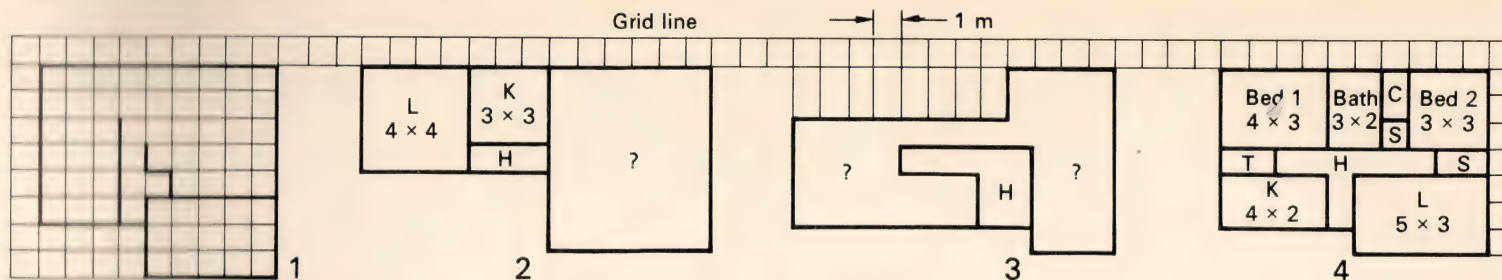 Grid line 1 m
L
4 × 4
K
3 × 3
H
?
?
H
?
Bed 1
4 × 3
Bath
3 × 2
C
S
Bed 2
3 × 3
T
H
S
K
4 × 2
L
5 × 3
1
2
3
4